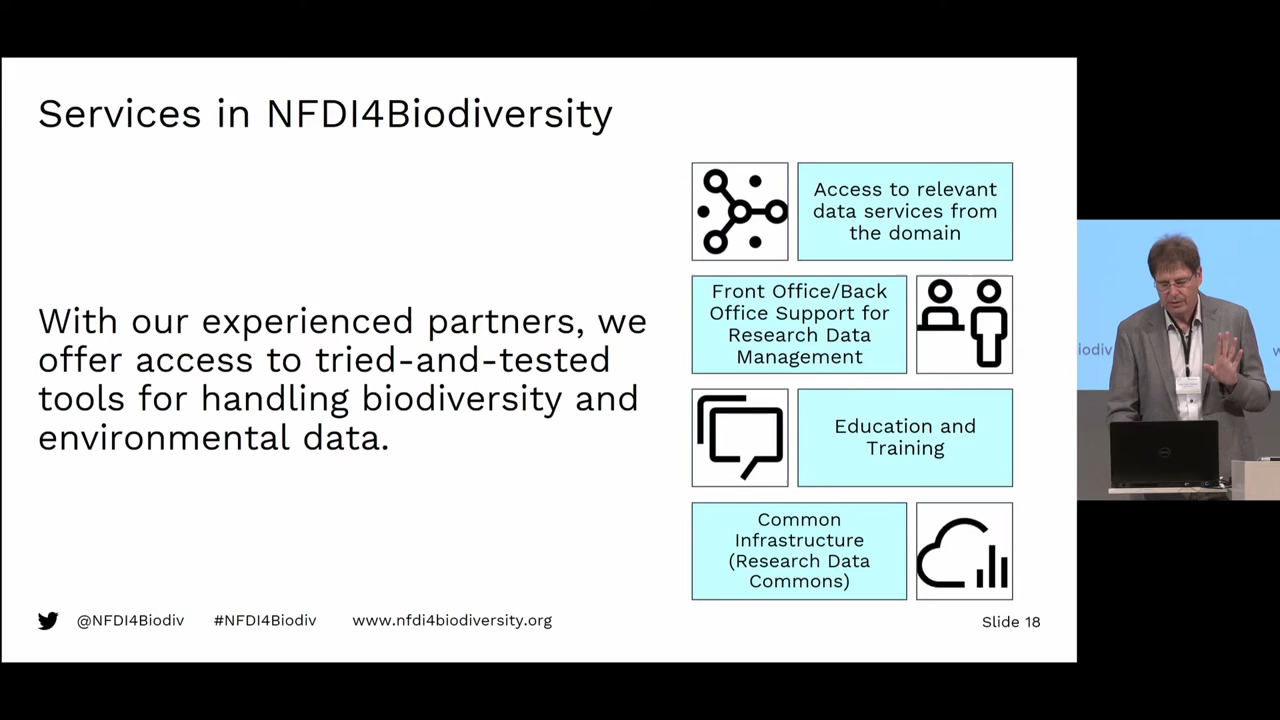 Services in NFDI4Biodiversity
With our experienced partners, we
offer access to tried-and-tested
tools for handling biodiversity and
environmental data.
Access to relevant
data services from
the domain
Front Office/Back
Office Support for
Research Data
Management
Education and
Training
Common
Infrastructure
(Research Data
Commons)
@NFDI4Biodiv #NFDI4Biodiv www.nfdi4biodiversity.org
Slide 18
iodiv
w